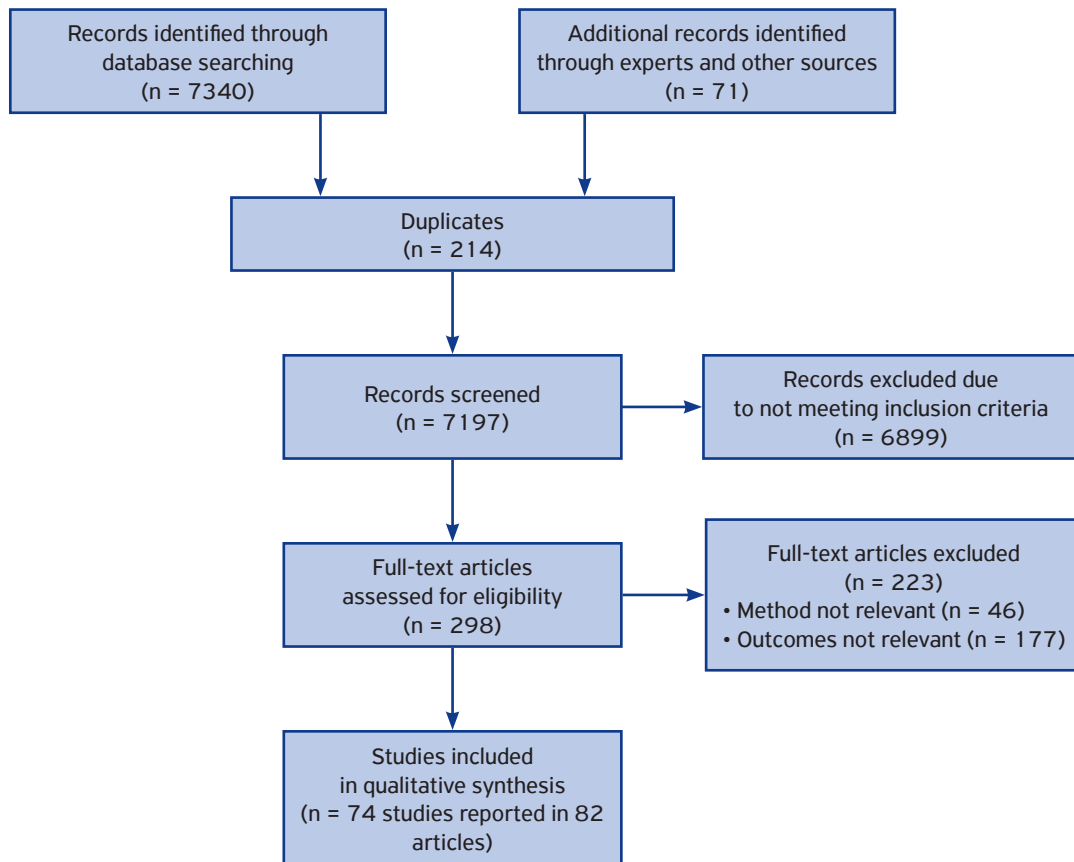 Records identified through
database searching
(n = 7340)
Additional records identified
through experts and other sources
(n = 71)
Duplicates
(n = 214)
Records screened
(n = 7197)
Records excluded due
to not meeting inclusion criteria
(n = 6899)
Full-text articles
assessed for eligibility
(n = 298)
Full-text articles excluded
(n = 223)
• Method not relevant (n = 46)
• Outcomes not relevant (n = 177)
Studies included
in qualitative synthesis
(n = 74 studies reported in 82
articles)